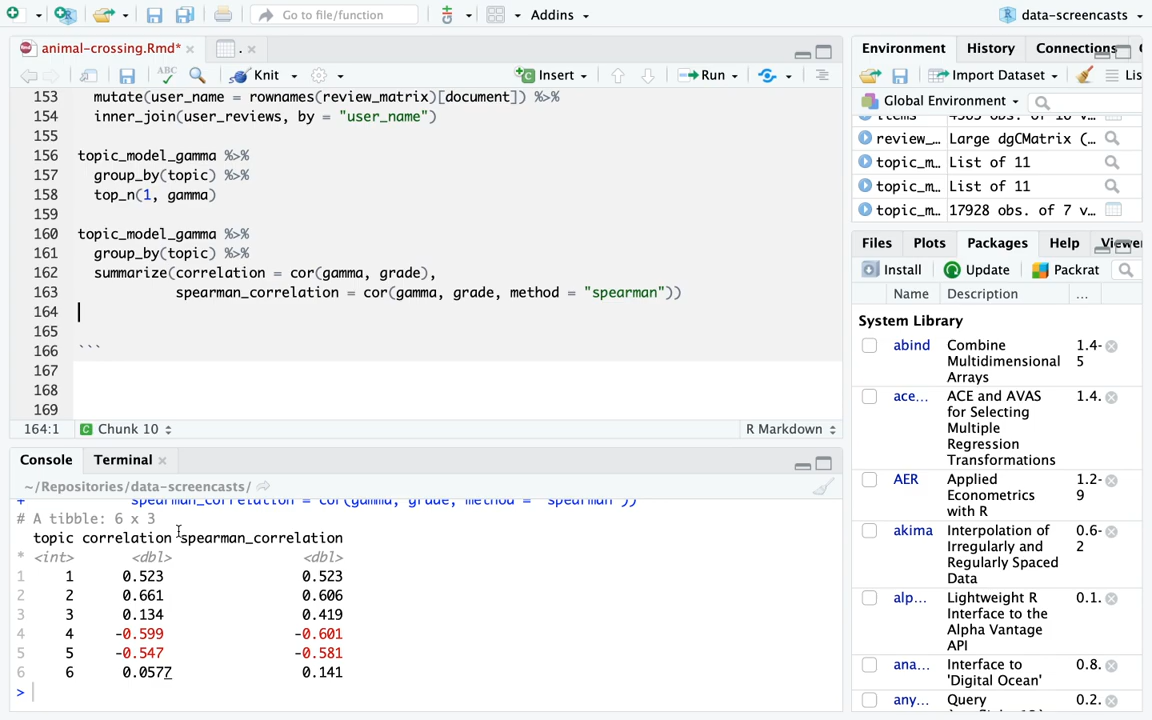 Go to file/function
Addins
data-screencasts
animal-crossing.Rmd*
.
Environment
History
Connections
ABC
Knit
Insert
Run
Import Dataset
Lis
Global Environment
153 mutate(user_name = rownames(review_matrix)[document]) %>%
154 inner_join(user_reviews, by = "user_name")
155
156 topic_model_gamma %>%
157 group_by(topic) %>%
158 top_n(1, gamma)
159
160 topic_model_gamma %>%
161 group_by(topic) %>%
162 summarize(correlation = cor(gamma, grade),
163 spearman_correlation = cor(gamma, grade, method = "spearman"))
164
165
166 ```
167
168
169
164:1 Chunk 10 R Markdown
review_… Large dgCMatrix (…
topic_m… List of 11
topic_m… List of 11
topic_m… 17928 obs. of 7 v…
Files Plots Packages Help Viewer
Install Update Packrat
Name Description …
System Library
abind Combine Multidimensional Arrays 1.4-5
ace… ACE and AVAS for Selecting Multiple Regression Transformations 1.4.
AER Applied Econometrics with R 1.2-9
akima Interpolation of Irregularly and Regularly Spaced Data 0.6-2
alp… Lightweight R Interface to the Alpha Vantage API 0.1.
ana… Interface to 'Digital Ocean' 0.8.
any… Query 0.2.
Console Terminal
~/Repositories/data-screencasts/
+ spearman_correlation = cor(gamma, grade, method = "spearman"))
# A tibble: 6 x 3
topic correlation spearman_correlation
* <int> <dbl> <dbl>
1 1 0.523 0.523
2 2 0.661 0.606
3 3 0.134 0.419
4 4 -0.599 -0.601
5 5 -0.547 -0.581
6 6 0.0577 0.141
>